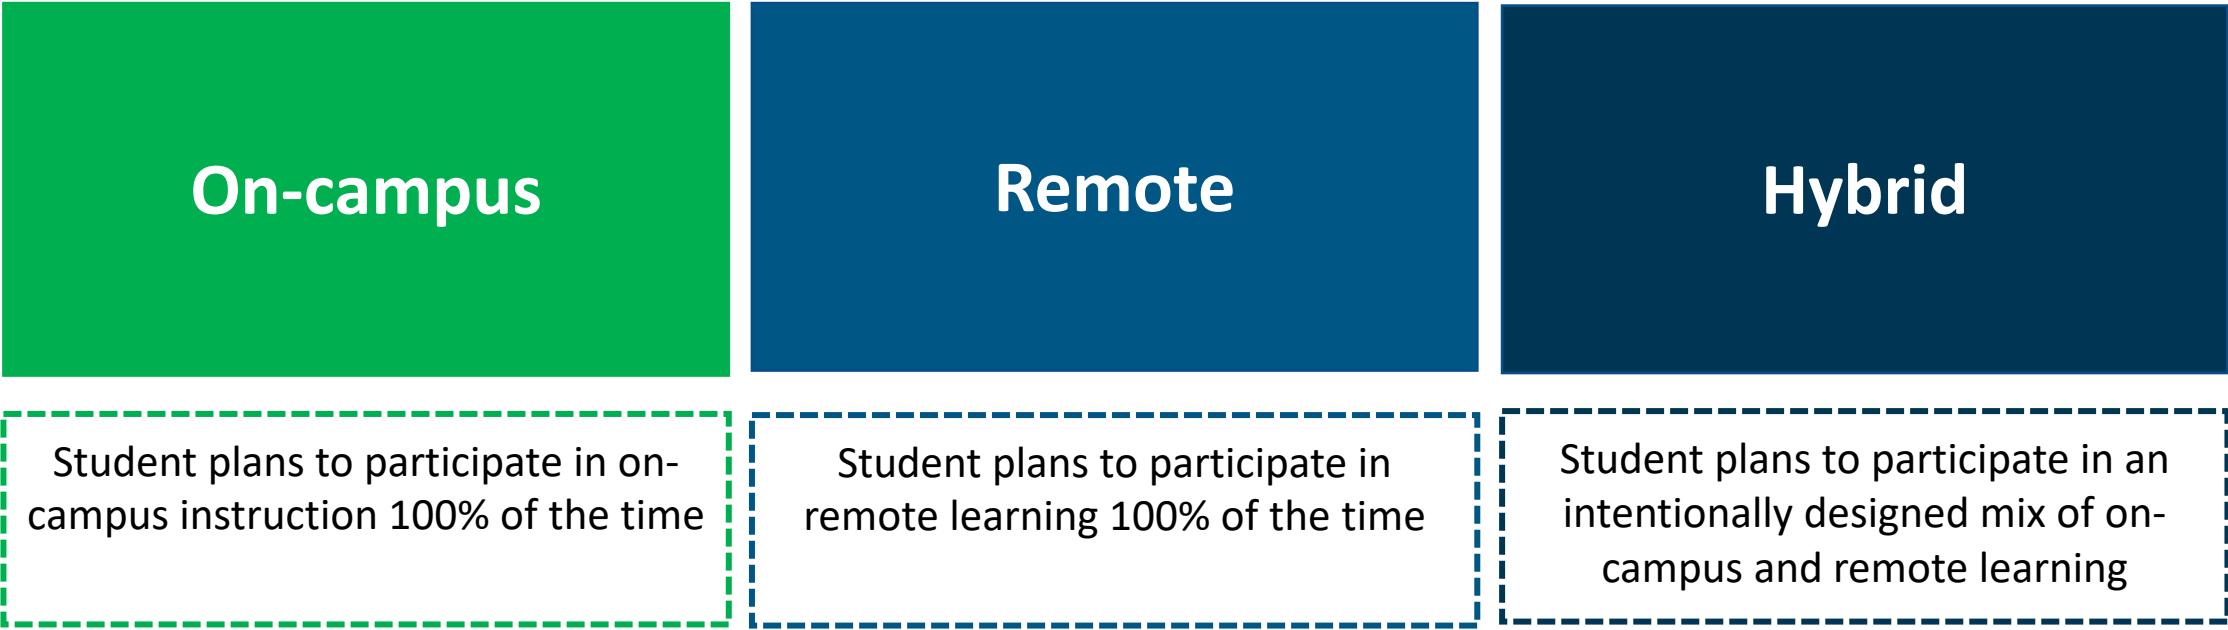 On-campus
Remote
Hybrid
Student plans to participate in on-
campus instruction 100% of the time
Student plans to participate in
remote learning 100% of the time
Student plans to participate in an
intentionally designed mix of on-
campus and remote learning